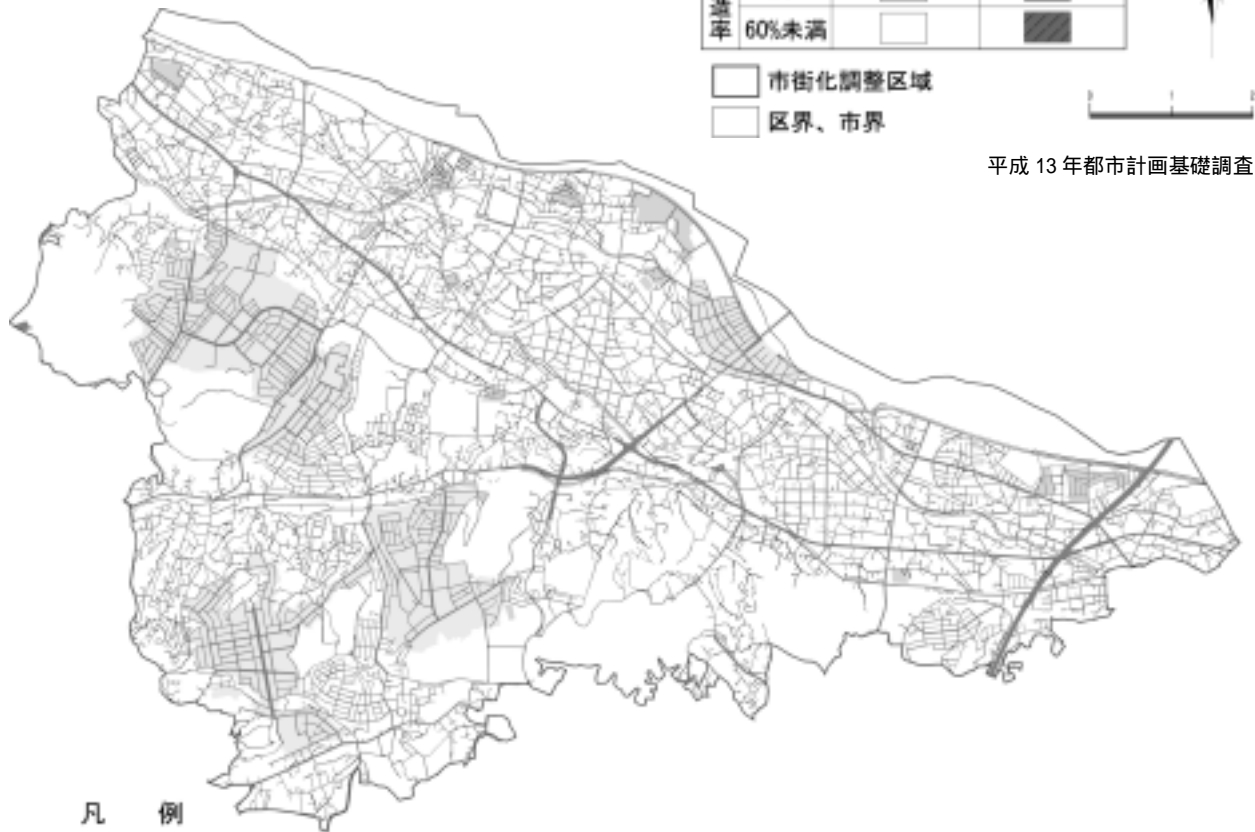 造
率
60%未満
市街化調整区域
区界、市界
平成 13 年都市計画基礎調査
凡 例